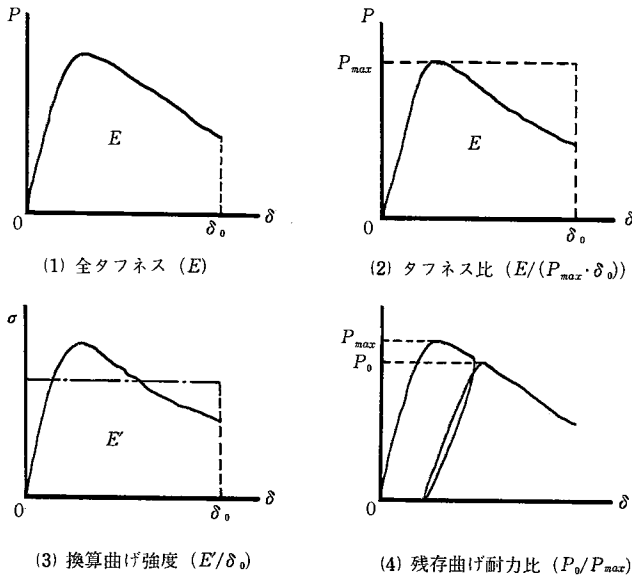 P
E
0
δ₀
δ
(1) 全タフネス (E)
P
P_max
E
0
δ₀
δ
(2) タフネス比 (E/(P_max·δ₀))
σ
E′
0
δ₀
δ
(3) 換算曲げ強度 (E′/δ₀)
P
P_max
P₀
0
δ
(4) 残存曲げ耐力比 (P₀/P_max)